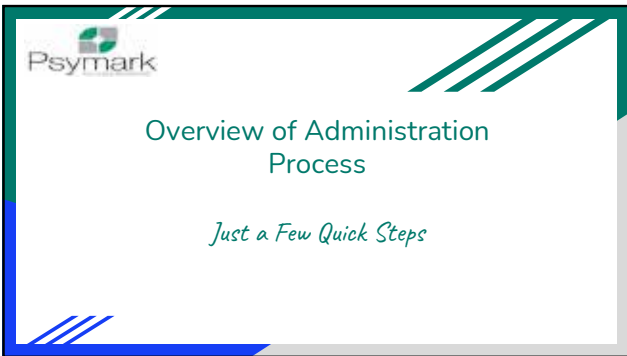 Psymark
Overview of Administration
Process
Just a Few Quick Steps